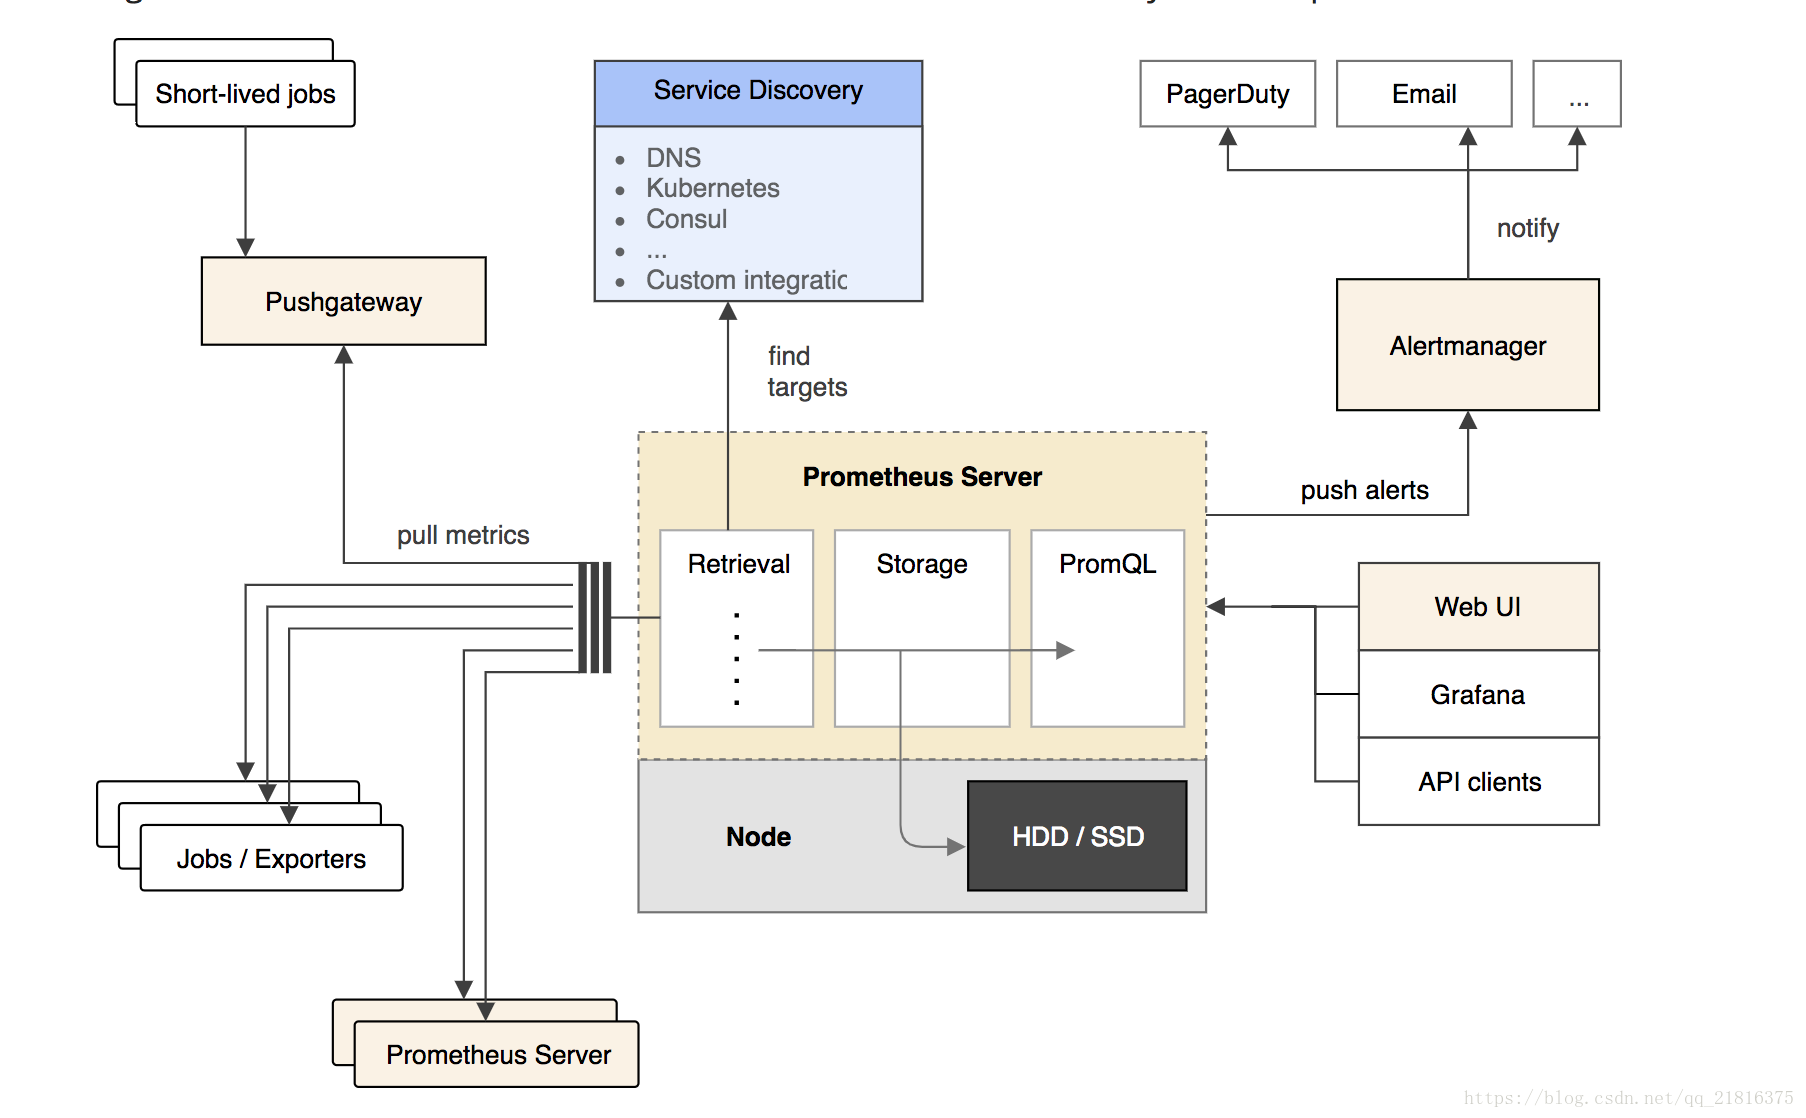 Short-lived jobs
Service Discovery
PagerDuty
Email
...
• DNS
• Kubernetes
• Consul
• ...
• Custom integratic
notify
Pushgateway
Alertmanager
find
targets
Prometheus Server
push alerts
pull metrics
Retrieval
Storage
PromQL
Web UI
Grafana
API clients
Node
HDD / SSD
Jobs / Exporters
Prometheus Server
https://blog.csdn.net/qq_21816375